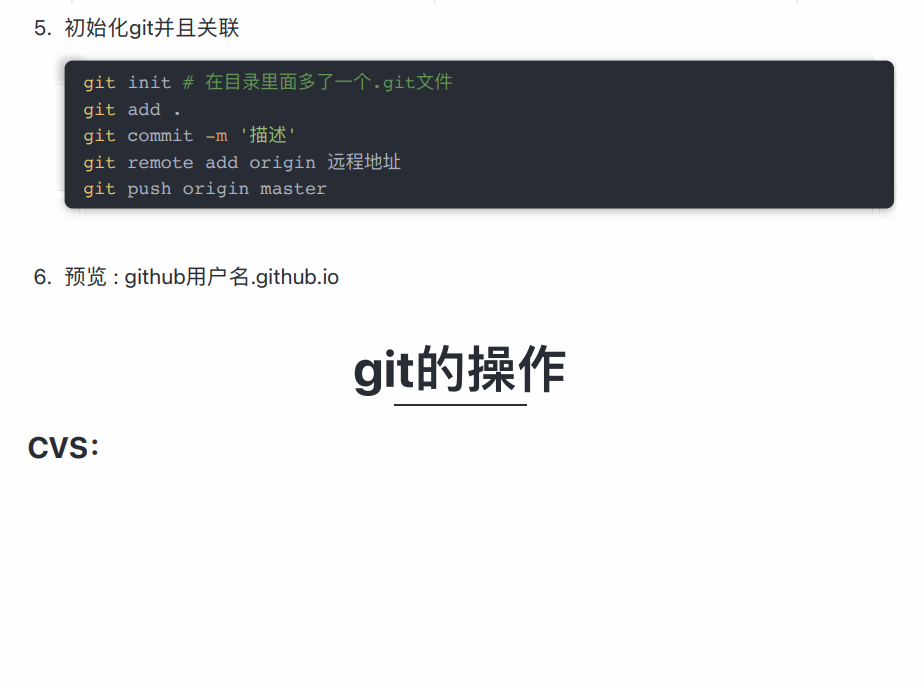 5. 初始化git并且关联
git init # 在目录里面多了一个.git文件
git add .
git commit -m '描述'
git remote add origin 远程地址
git push origin master
6. 预览 : github用户名.github.io
git的操作
CVS：